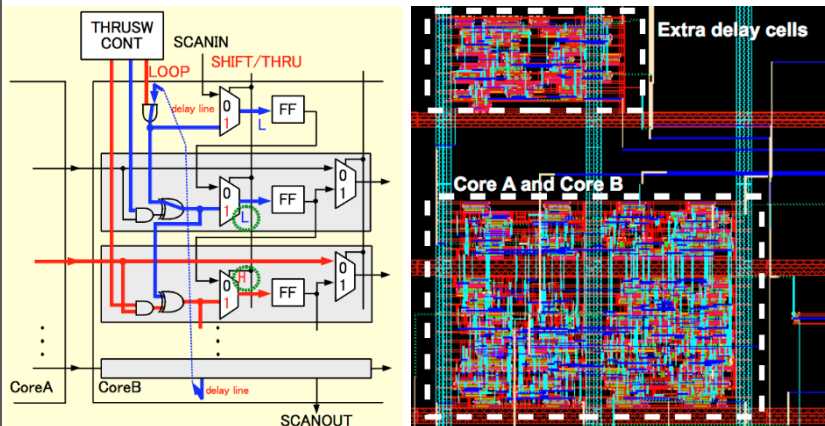 THRUSW
CONT
SCANIN
SHIFT/THRU
LOOP
delay line
0
1
L
FF
0
1
0
1
L
FF
0
1
0
1
H
FF
CoreA
CoreB
delay line
SCANOUT
Extra delay cells
Core A and Core B